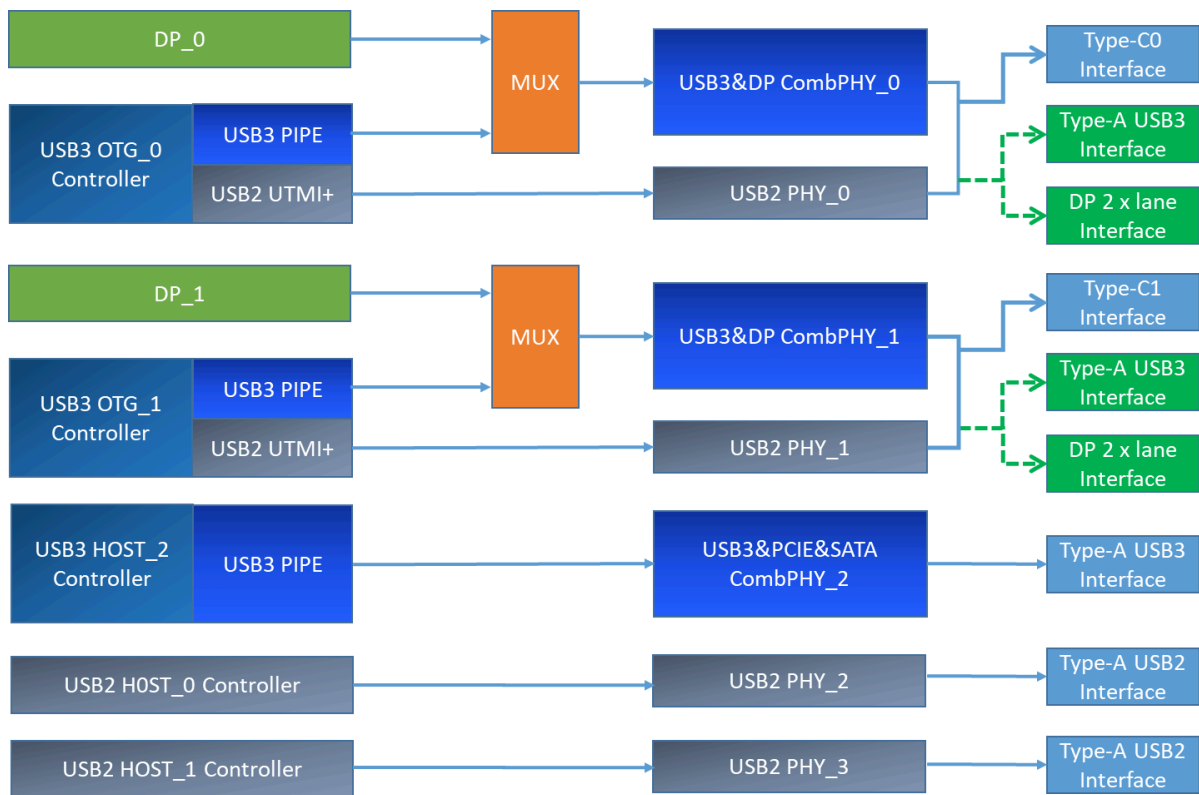 DP_0
MUX
USB3&DP CombPHY_0
Type-C0
Interface
USB3 OTG_0
Controller
USB3 PIPE
USB2 UTMI+
USB2 PHY_0
Type-A USB3
Interface
DP 2 x lane
Interface
DP_1
MUX
USB3&DP CombPHY_1
Type-C1
Interface
USB3 OTG_1
Controller
USB3 PIPE
USB2 UTMI+
USB2 PHY_1
Type-A USB3
Interface
DP 2 x lane
Interface
USB3 HOST_2
Controller
USB3 PIPE
USB3&PCIE&SATA
CombPHY_2
Type-A USB3
Interface
USB2 H0ST_0 Controller
USB2 PHY_2
Type-A USB2
Interface
USB2 HOST_1 Controller
USB2 PHY_3
Type-A USB2
Interface